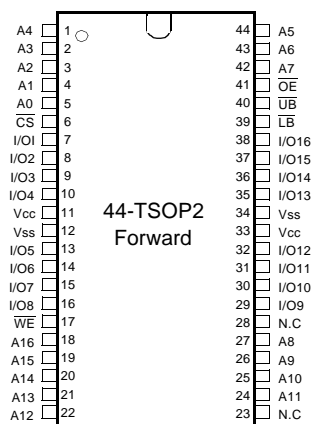 A4 1 44 A5
A3 2 43 A6
A2 3 42 A7
A1 4 41 OE
A0 5 40 UB
CS 6 39 LB
I/OI 7 38 I/O16
I/O2 8 37 I/O15
I/O3 9 36 I/O14
I/O4 10 35 I/O13
Vcc 11 44-TSOP2 34 Vss
Vss 12 Forward 33 Vcc
I/O5 13 32 I/O12
I/O6 14 31 I/O11
I/O7 15 30 I/O10
I/O8 16 29 I/O9
WE 17 28 N.C
A16 18 27 A8
A15 19 26 A9
A14 20 25 A10
A13 21 24 A11
A12 22 23 N.C